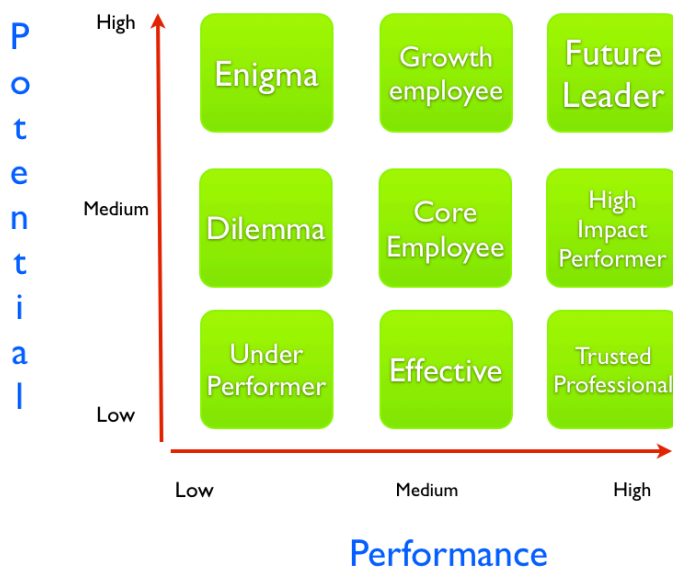 Potential
High
Enigma
Growth
employee
Future
Leader
Medium
Dilemma
Core
Employee
High
Impact
Performer
Under
Performer
Effective
Trusted
Professional
Low
Low
Medium
High
Performance